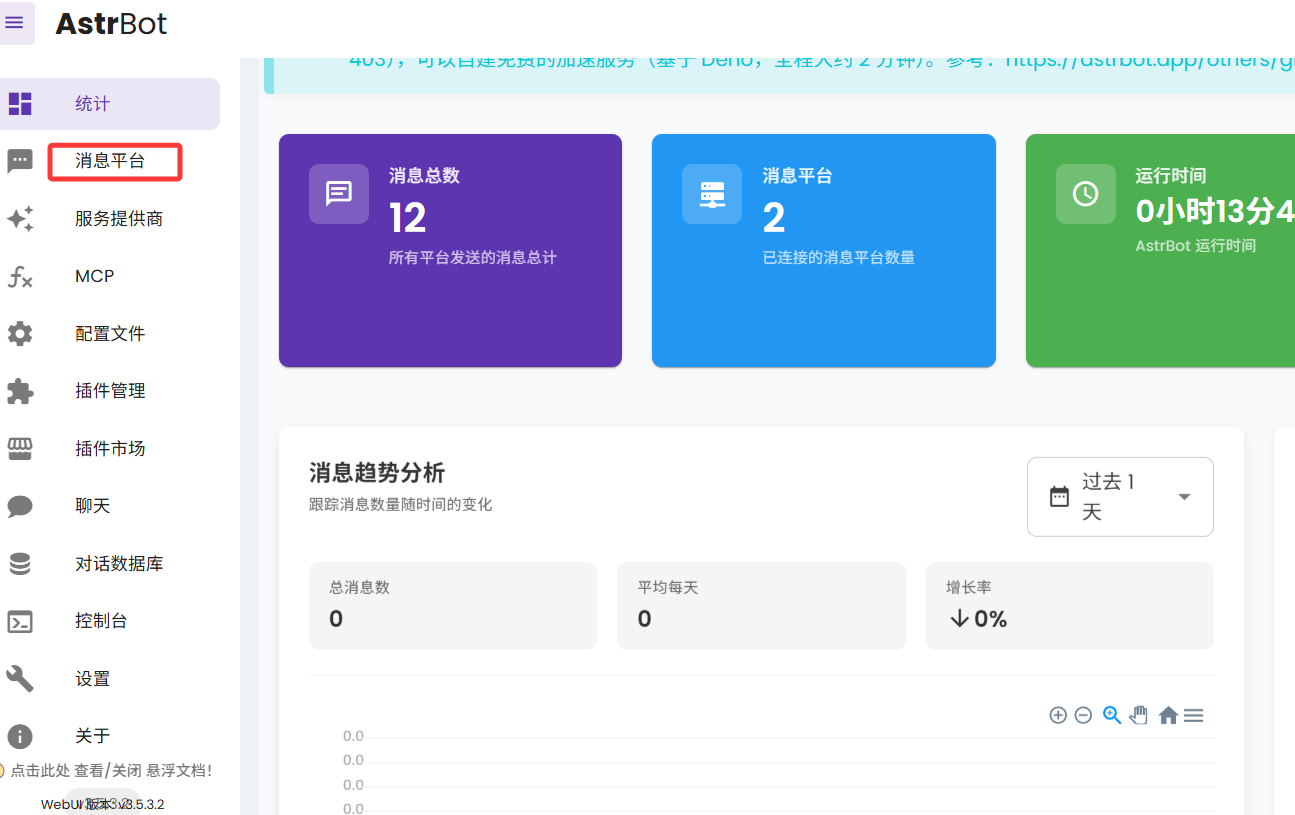 AstrBot
403），可以自建免费的加速服务（基于 Deno，全程大约 2 分钟）。参考：https://astrbot.app/others/g
统计
消息平台
服务提供商
MCP
配置文件
插件管理
插件市场
聊天
对话数据库
控制台
设置
关于
点击此处 查看/关闭 悬浮文档！
WebUI 版本: v3.5.3.2
消息总数
12
所有平台发送的消息总计
消息平台
2
已连接的消息平台数量
运行时间
0小时13分4
AstrBot 运行时间
消息趋势分析
跟踪消息数量随时间的变化
过去 1
天
总消息数
0
平均每天
0
增长率
0%
0.0
0.0
0.0
0.0